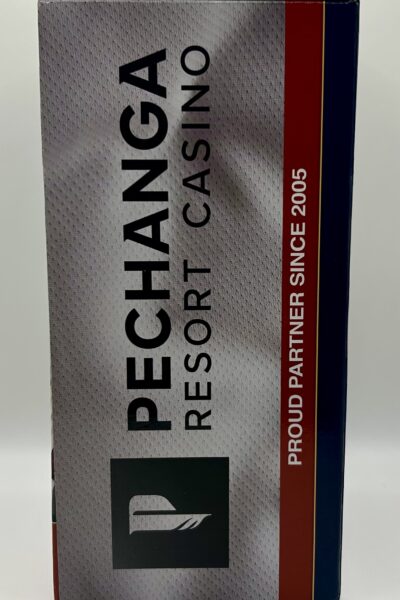 PECHANGA
RESORT CASINO
PROUD PARTNER SINCE 2005